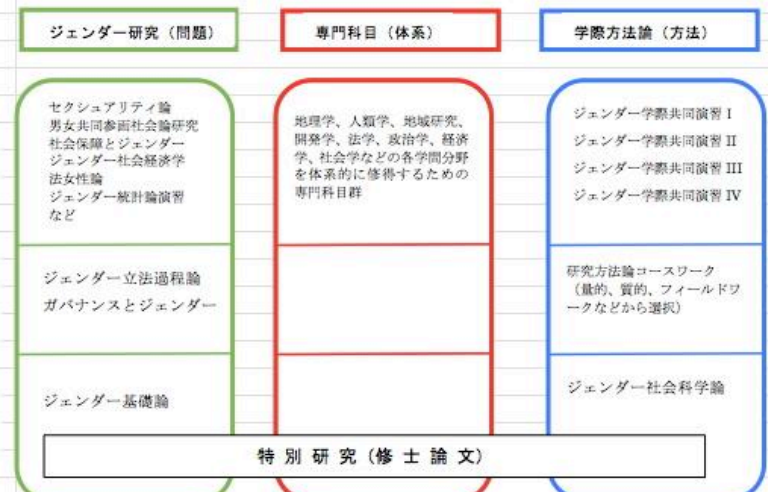 ジェンダー研究（問題）
専門科目（体系）
学際方法論（方法）
セクシュアリティ論
男女共同参画社会論研究
社会保障とジェンダー
ジェンダー社会経済学
法女性論
ジェンダー統計論演習
など
ジェンダー立法過程論
ガバナンスとジェンダー
ジェンダー基礎論
地理学、人類学、地域研究、
開発学、法学、政治学、経済
学、社会学などの各学問分野
を体系的に修得するための
専門科目群
ジェンダー学際共同演習 I
ジェンダー学際共同演習 II
ジェンダー学際共同演習 III
ジェンダー学際共同演習 IV
研究方法論コースワーク
（量的、質的、フィールドワ
ークなどから選択）
ジェンダー社会科学論
特 別 研 究（修 士 論 文）